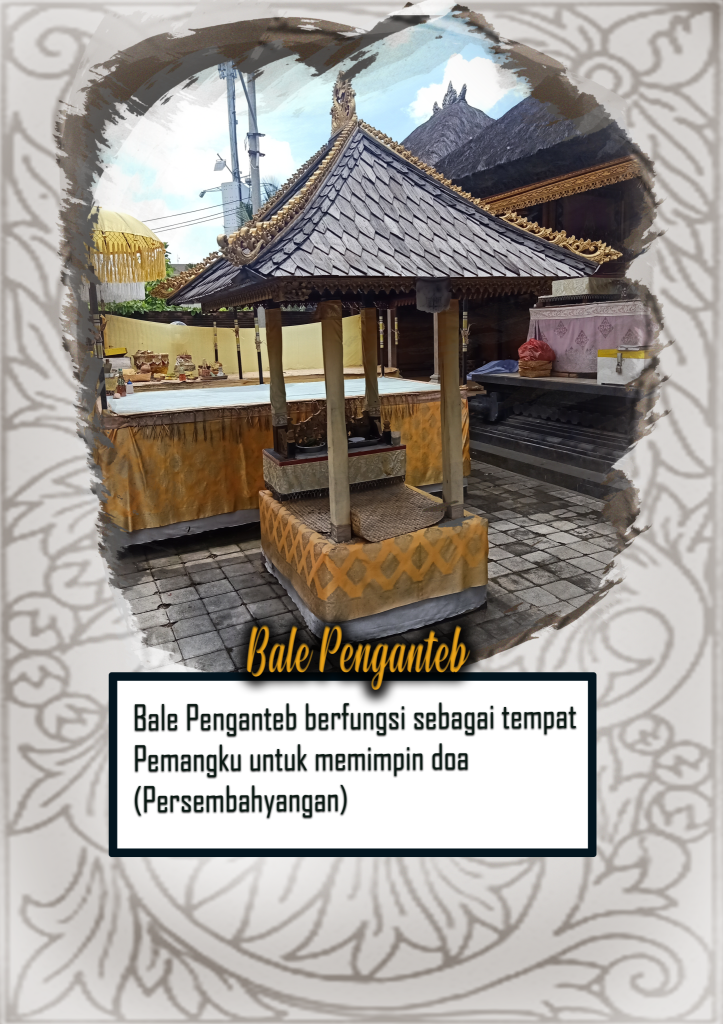 Bale Penganteb
Bale Penganteb berfungsi sebagai tempat
Pemangku untuk memimpin doa
(Persembahyangan)